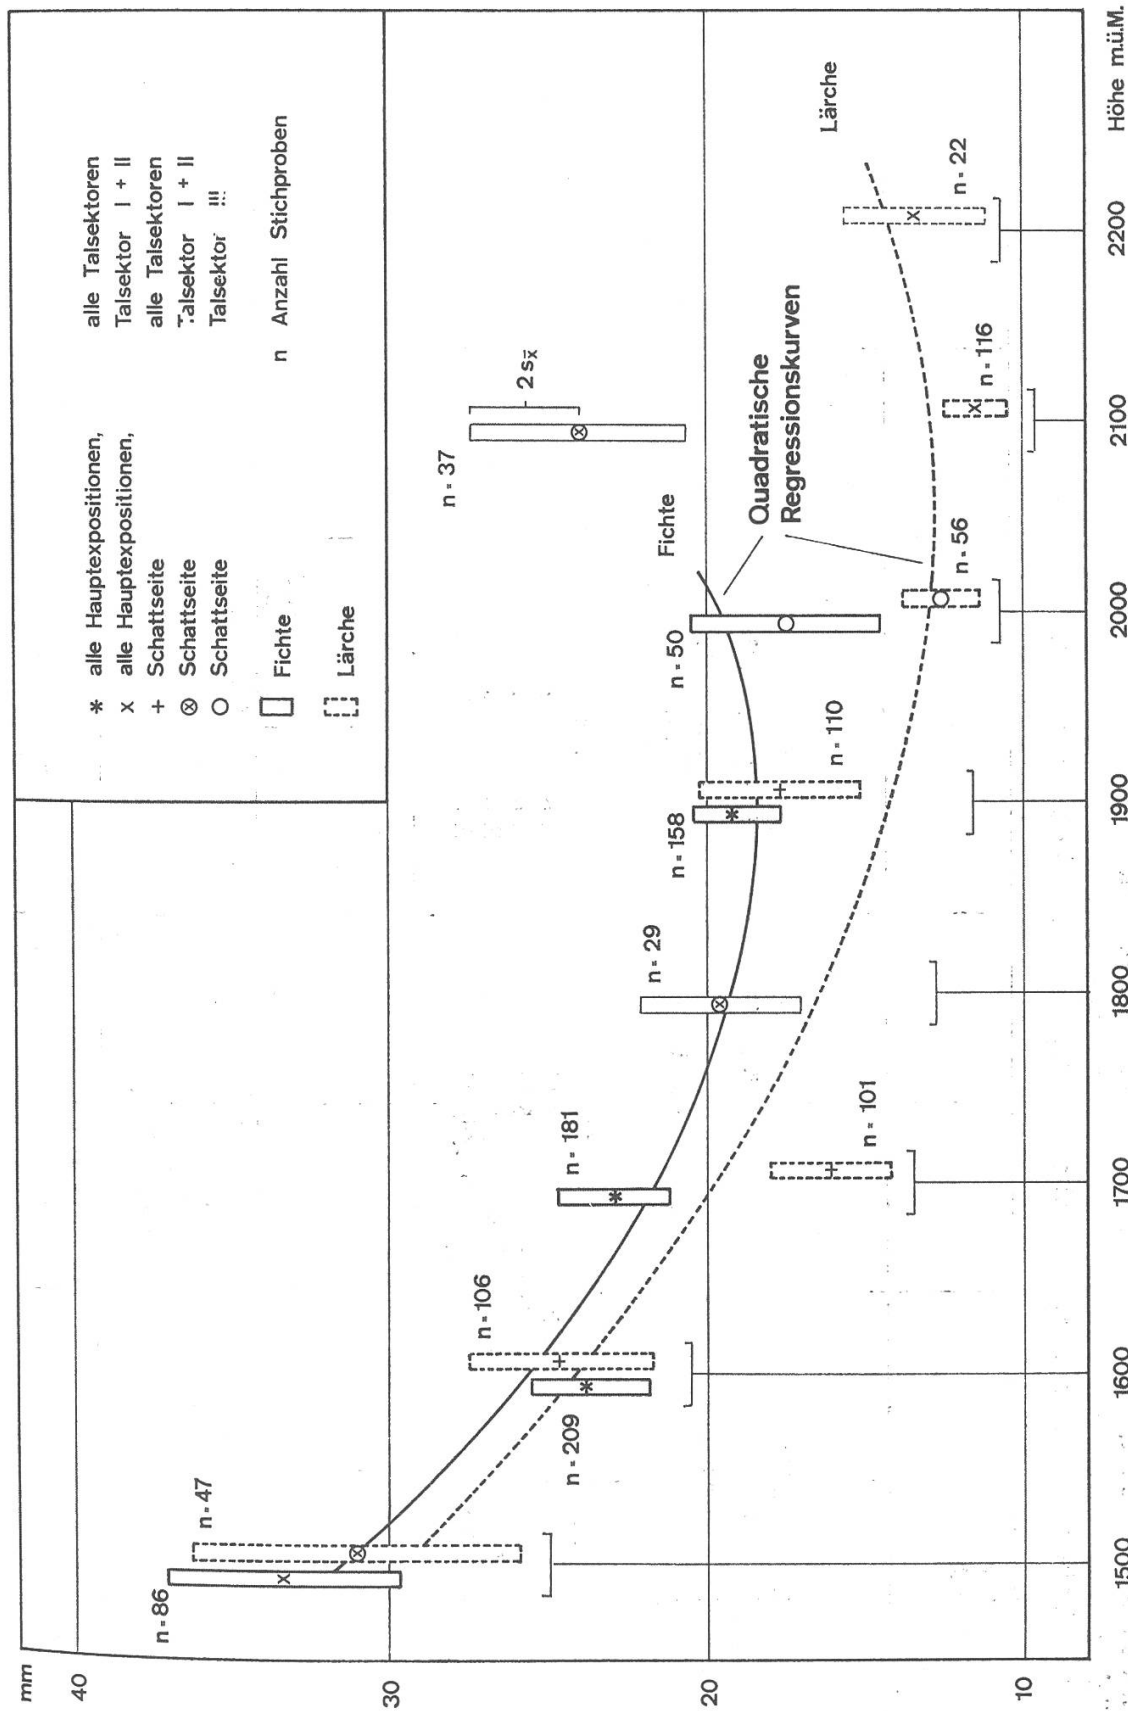 mm
40
30
20
10
* alle Hauptexpositionen, alle Talsektoren
x alle Hauptexpositionen, Talsektor I + II
+ Schattseite alle Talsektoren
⊗ Schattseite Talsektor I + II
○ Schattseite Talsektor III
Fichte
Lärche
n Anzahl Stichproben
n = 86
n = 47
n = 209
n = 106
n = 181
n = 101
n = 29
n = 158
n = 110
n = 50
n = 56
n = 37
2 sx̄
n = 116
n = 22
Fichte
Lärche
Quadratische
Regressionskurven
1500 1600 1700 1800 1900 2000 2100 2200 Höhe m.ü.M.